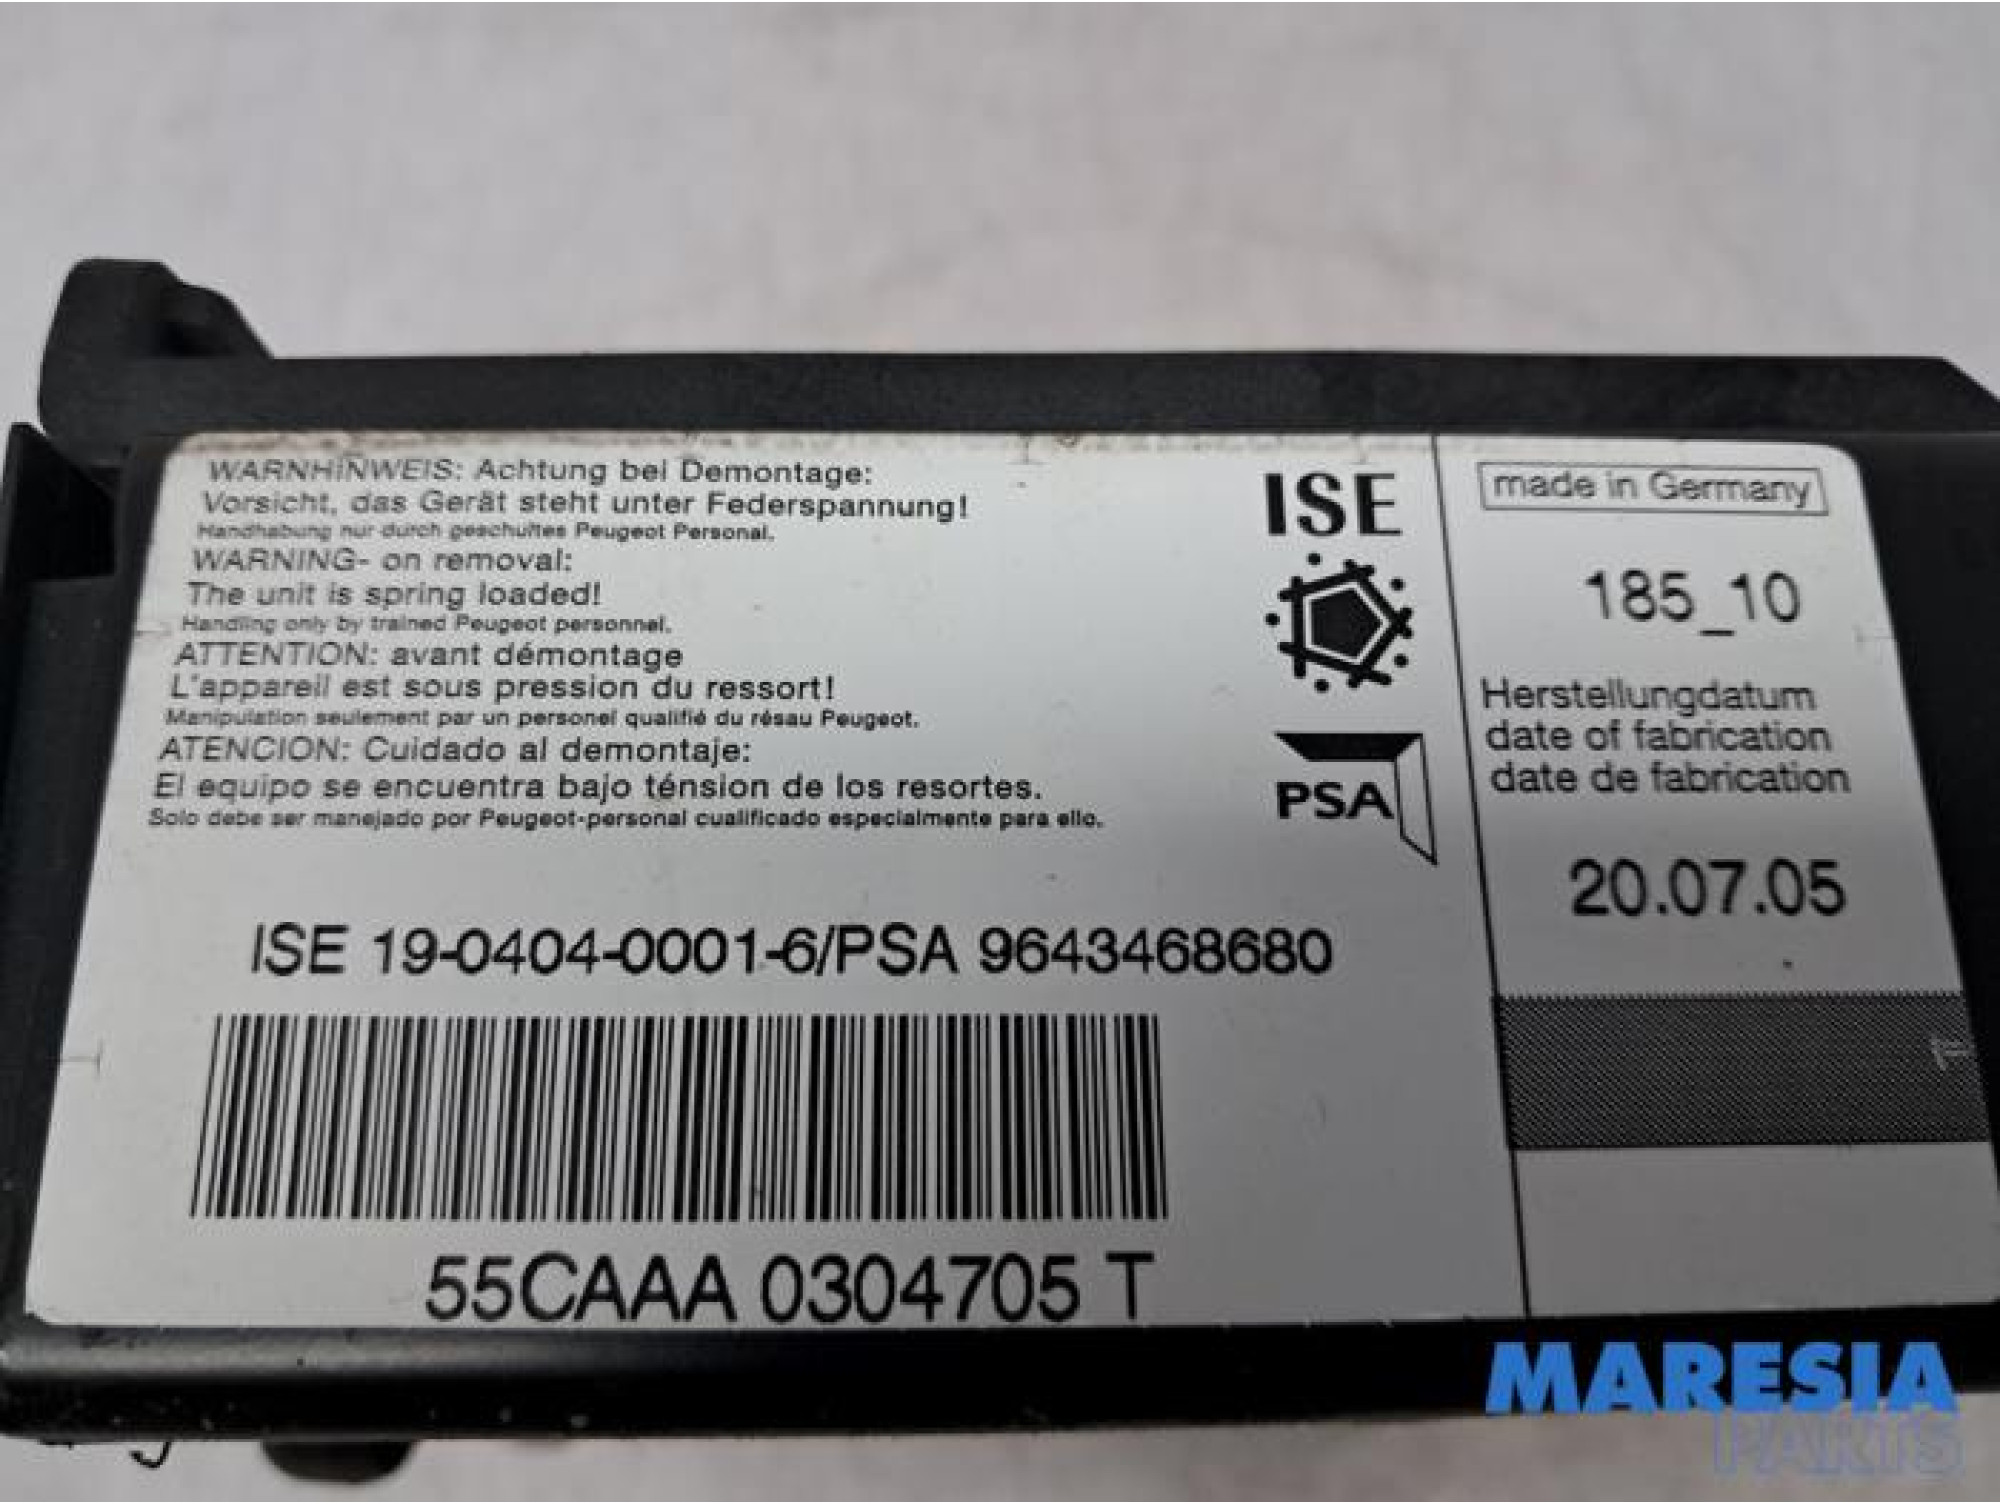 WARNHINWEIS: Achtung bei Demontage:
Vorsicht, das Gerät steht unter Federspannung!
Handhabung nur durch geschultes Peugeot Personal.
WARNING- on removal:
The unit is spring loaded!
Handling only by trained Peugeot personnel.
ATTENTION: avant démontage
L'appareil est sous pression du ressort!
Manipulation seulement par un personel qualifié du résau Peugeot.
ATENCION: Cuidado al demontaje:
El equipo se encuentra bajo ténsion de los resortes.
Solo debe ser manejado por Peugeot-personal cualificado especialmente para ello.
ISE
PSA
ISE 19-0404-0001-6/PSA 9643468680
55CAAA 0304705 T
made in Germany
185_10
Herstellungdatum
date of fabrication
date de fabrication
20.07.05
MARESIA
PARTS